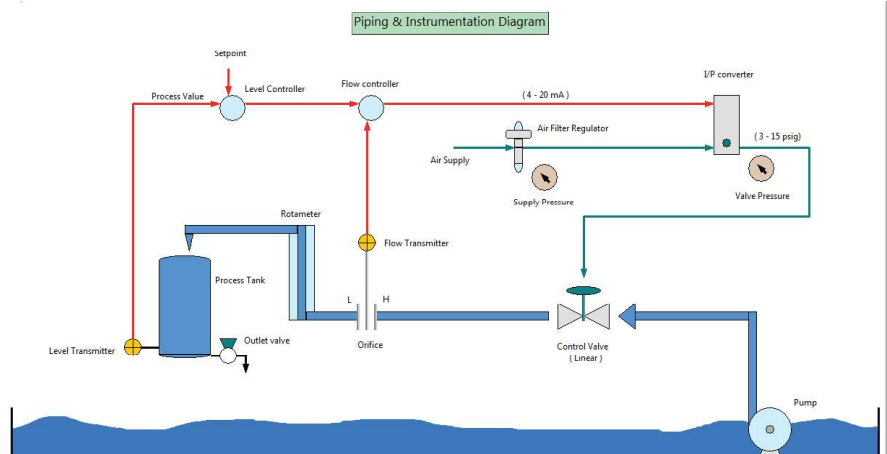 Piping & Instrumentation Diagram
Setpoint
Process Value
Level Controller
Flow controller
( 4 - 20 mA )
I/P converter
Air Filter Regulator
( 3 - 15 psig)
Air Supply
Supply Pressure
Valve Pressure
Rotameter
Flow Transmitter
Process Tank
L
H
Level Transmitter
Outlet valve
Orifice
Control Valve
( Linear )
Pump